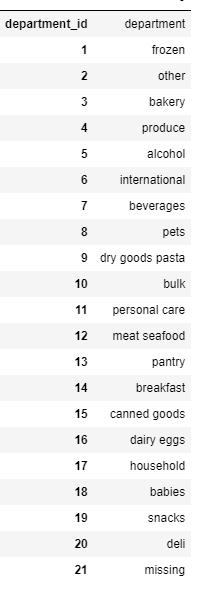 department_id department
1 frozen
2 other
3 bakery
4 produce
5 alcohol
6 international
7 beverages
8 pets
9 dry goods pasta
10 bulk
11 personal care
12 meat seafood
13 pantry
14 breakfast
15 canned goods
16 dairy eggs
17 household
18 babies
19 snacks
20 deli
21 missing